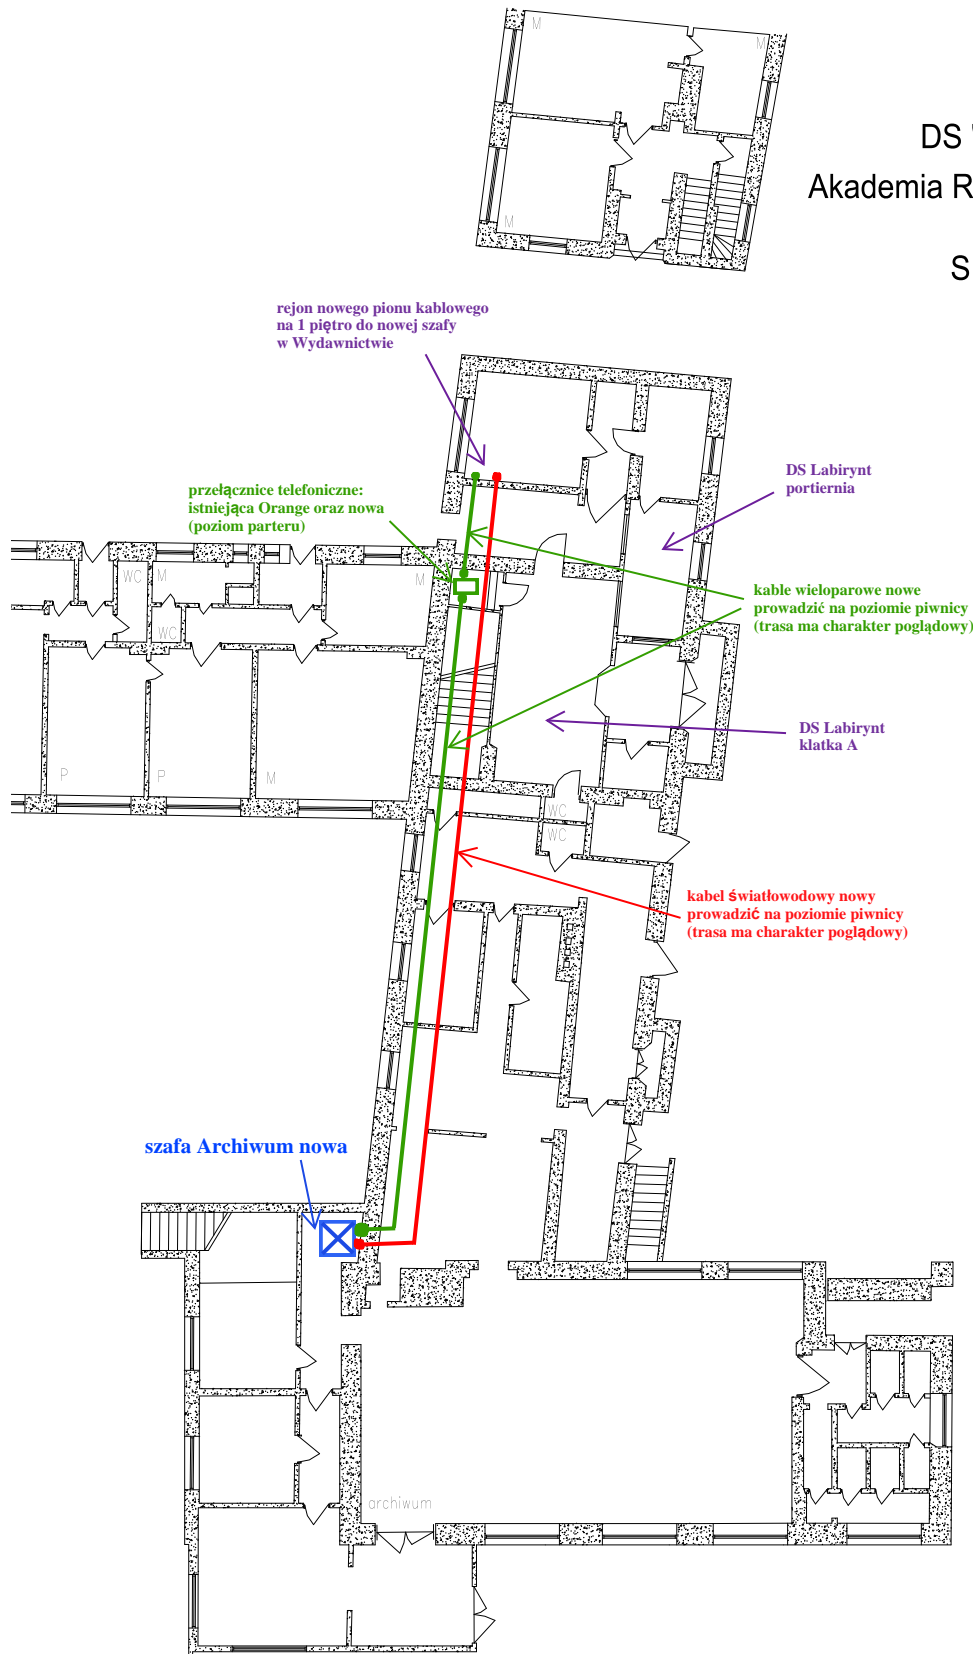 M
M
DS
Akademia R
M
S
rejon nowego pionu kablowego
na 1 piętro do nowej szafy
w Wydawnictwie
DS Labirynt
portiernia
przełącznice telefoniczne:
istniejąca Orange oraz nowa
(poziom parteru)
WC
M
M
WC
kable wieloparowe nowe
prowadzić na poziomie piwnicy
(trasa ma charakter poglądowy)
DS Labirynt
klatka A
P
P
M
WC
WC
kabel światłowodowy nowy
prowadzić na poziomie piwnicy
(trasa ma charakter poglądowy)
szafa Archiwum nowa
archiwum